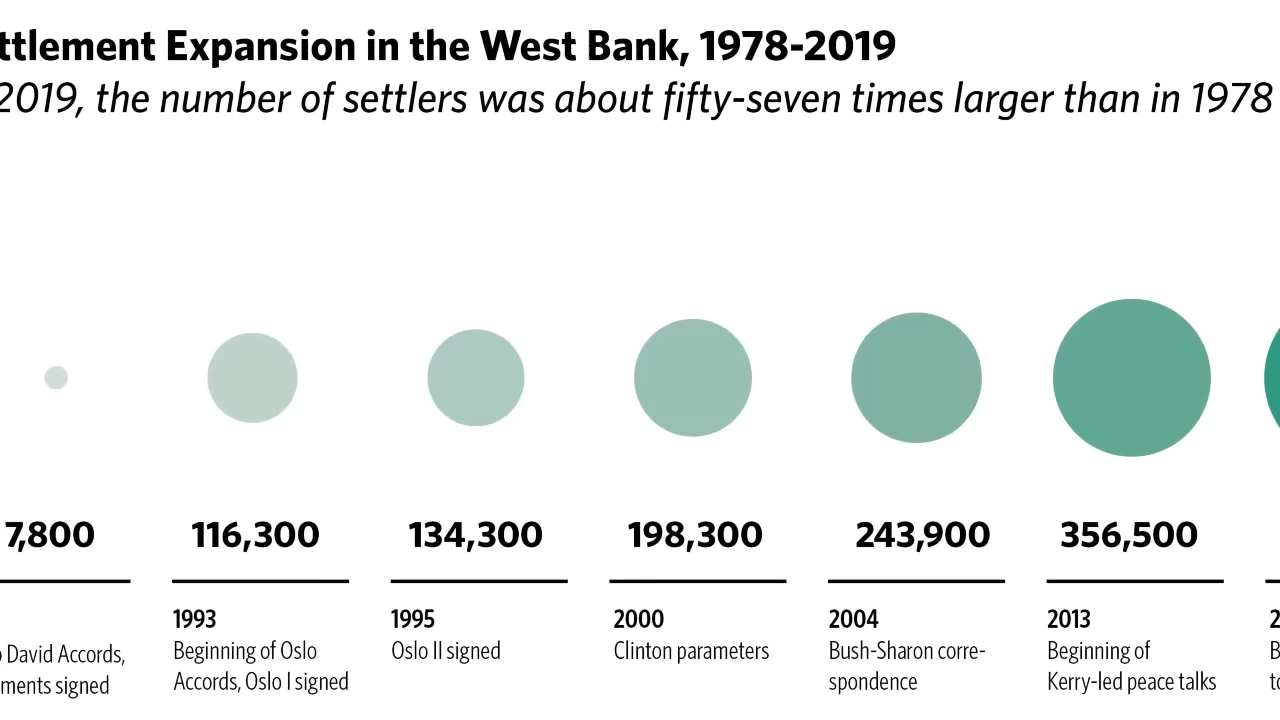 ttlement Expansion in the West Bank, 1978-2019
2019, the number of settlers was about fifty-seven times larger than in 1978
7,800 116,300 134,300 198,300 243,900 356,500
1993 1995 2000 2004 2013 2
David Accords, Beginning of Oslo Oslo II signed Clinton parameters Bush-Sharon corre- Beginning of B
ments signed Accords, Oslo I signed spondence Kerry-led peace talks to